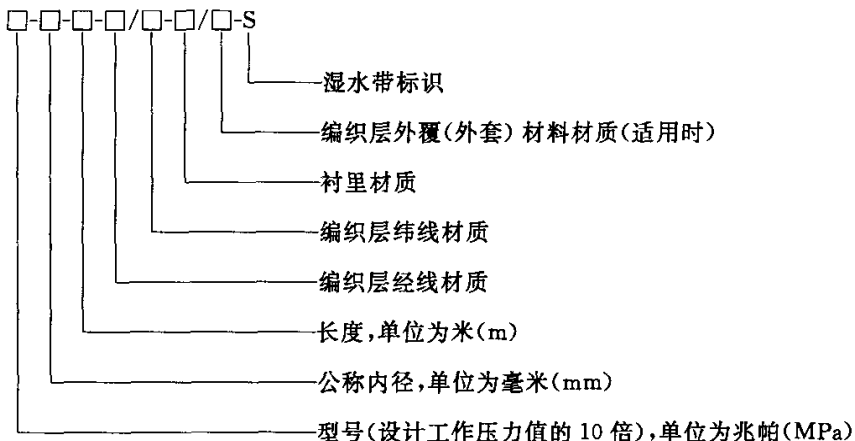 □-□-□-□/□-□/□-S
湿水带标识
编织层外覆(外套) 材料材质(适用时)
衬里材质
编织层纬线材质
编织层经线材质
长度,单位为米(m)
公称内径,单位为毫米(mm)
型号(设计工作压力值的 10 倍),单位为兆帕(MPa)